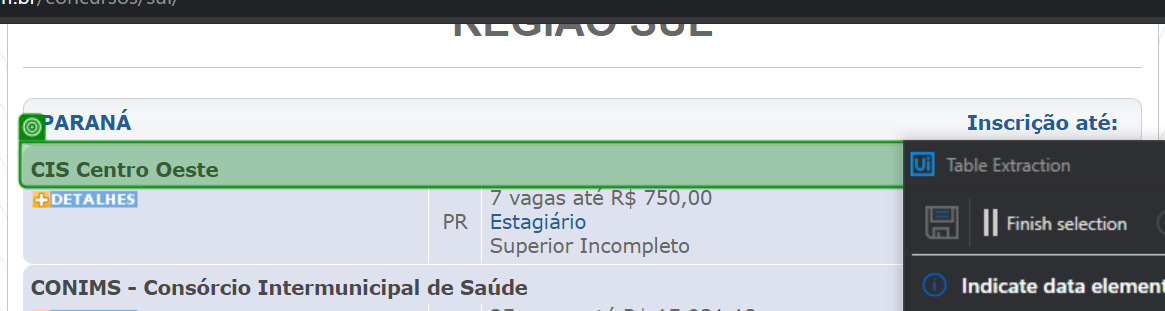 .br/concursos/sul/
REGIÃO SUL
PARANÁ
Inscrição até:
CIS Centro Oeste
DETALHES
PR
7 vagas até R$ 750,00
Estagiário
Superior Incompleto
CONIMS - Consórcio Intermunicipal de Saúde
Ui Table Extraction
Finish selection
Indicate data element